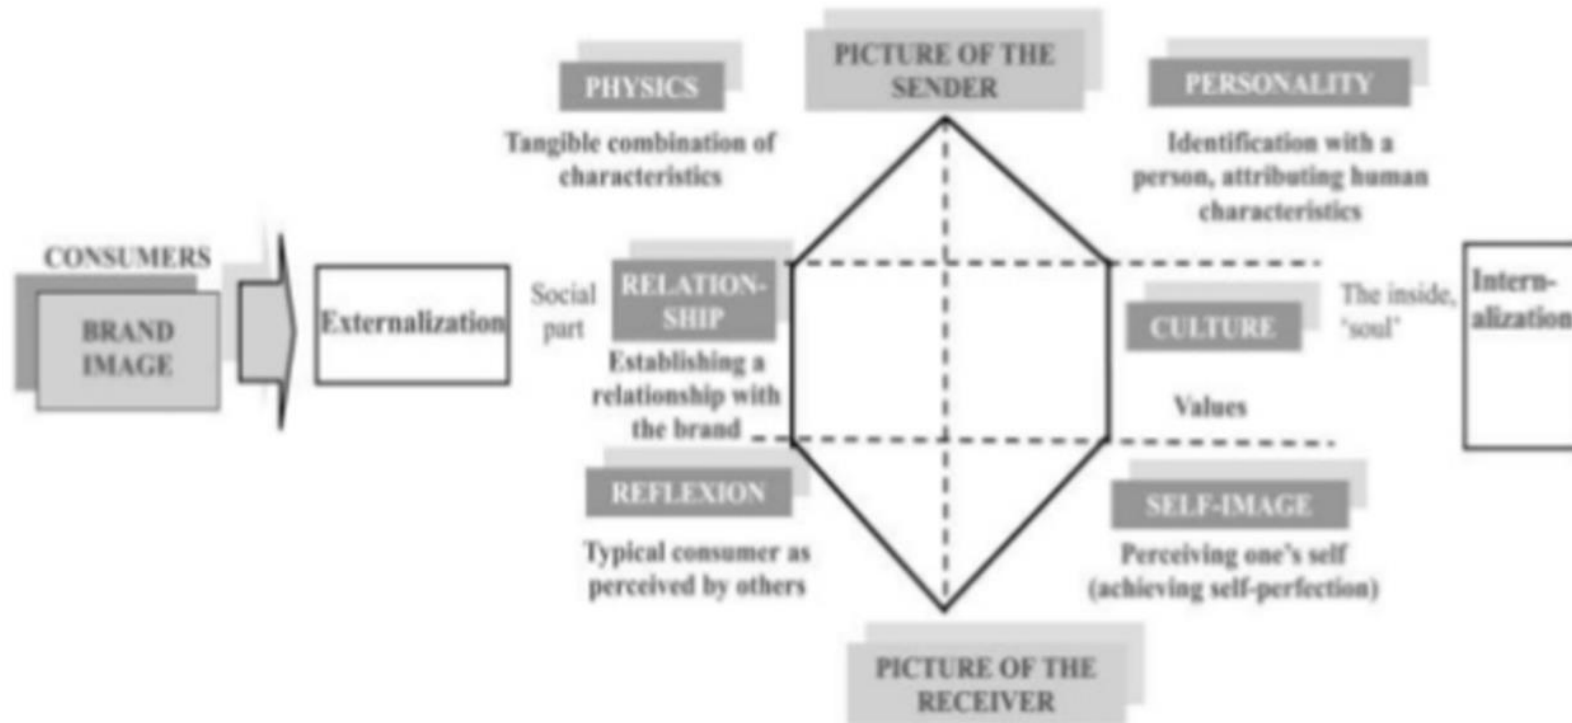 PICTURE OF THE
SENDER
PHYSICS
Tangible combination of
characteristics
PERSONALITY
Identification with a
person, attributing human
characteristics
CONSUMERS
BRAND
IMAGE
Externalization
Social
part
RELATION-
SHIP
Establishing a
relationship with
the brand
CULTURE
Values
The inside,
‘soul’
Intern-
alization
REFLEXION
Typical consumer as
perceived by others
SELF-IMAGE
Perceiving one’s self
(achieving self-perfection)
PICTURE OF THE
RECEIVER